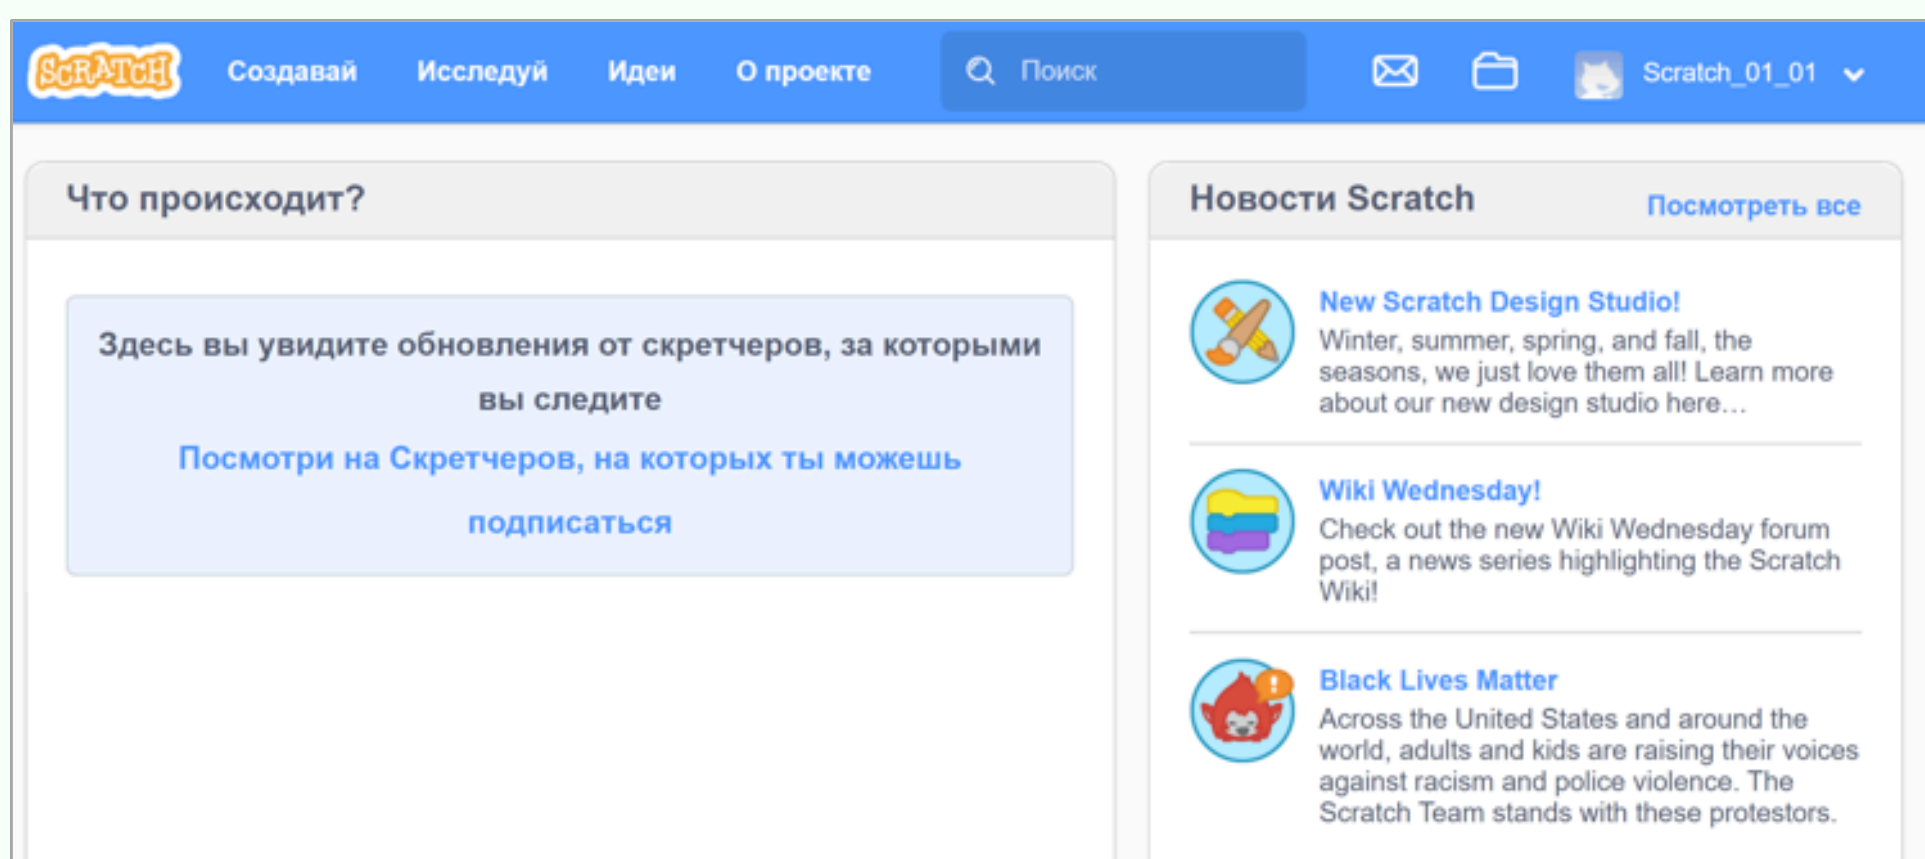 SCRATCH Создавай Исследуй Идеи О проекте Поиск Scratch_01_01
Что происходит?
Здесь вы увидите обновления от скретчеров, за которыми
вы следите
Посмотри на Скретчеров, на которых ты можешь
подписаться
Новости Scratch Посмотреть все
New Scratch Design Studio!
Winter, summer, spring, and fall, the
seasons, we just love them all! Learn more
about our new design studio here…
Wiki Wednesday!
Check out the new Wiki Wednesday forum
post, a news series highlighting the Scratch
Wiki!
Black Lives Matter
Across the United States and around the
world, adults and kids are raising their voices
against racism and police violence. The
Scratch Team stands with these protestors.